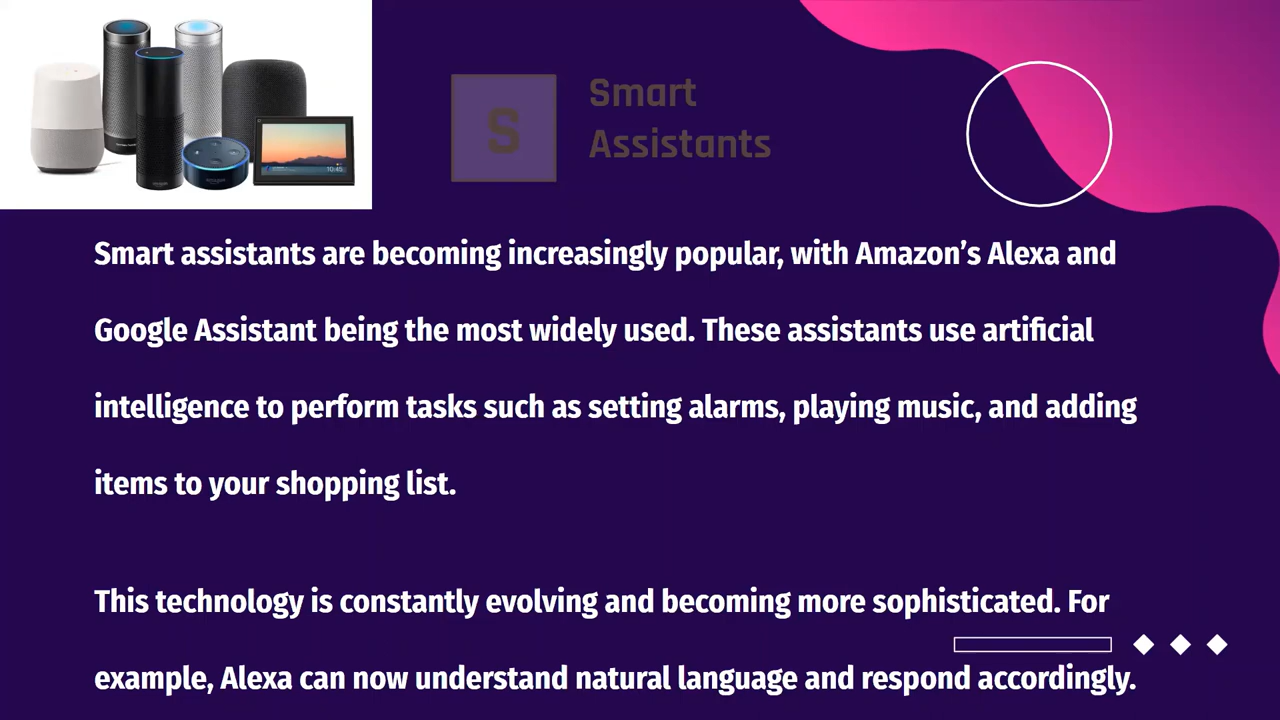 S
Smart
Assistants
Smart assistants are becoming increasingly popular, with Amazon’s Alexa and
Google Assistant being the most widely used. These assistants use artificial
intelligence to perform tasks such as setting alarms, playing music, and adding
items to your shopping list.
This technology is constantly evolving and becoming more sophisticated. For
example, Alexa can now understand natural language and respond accordingly.